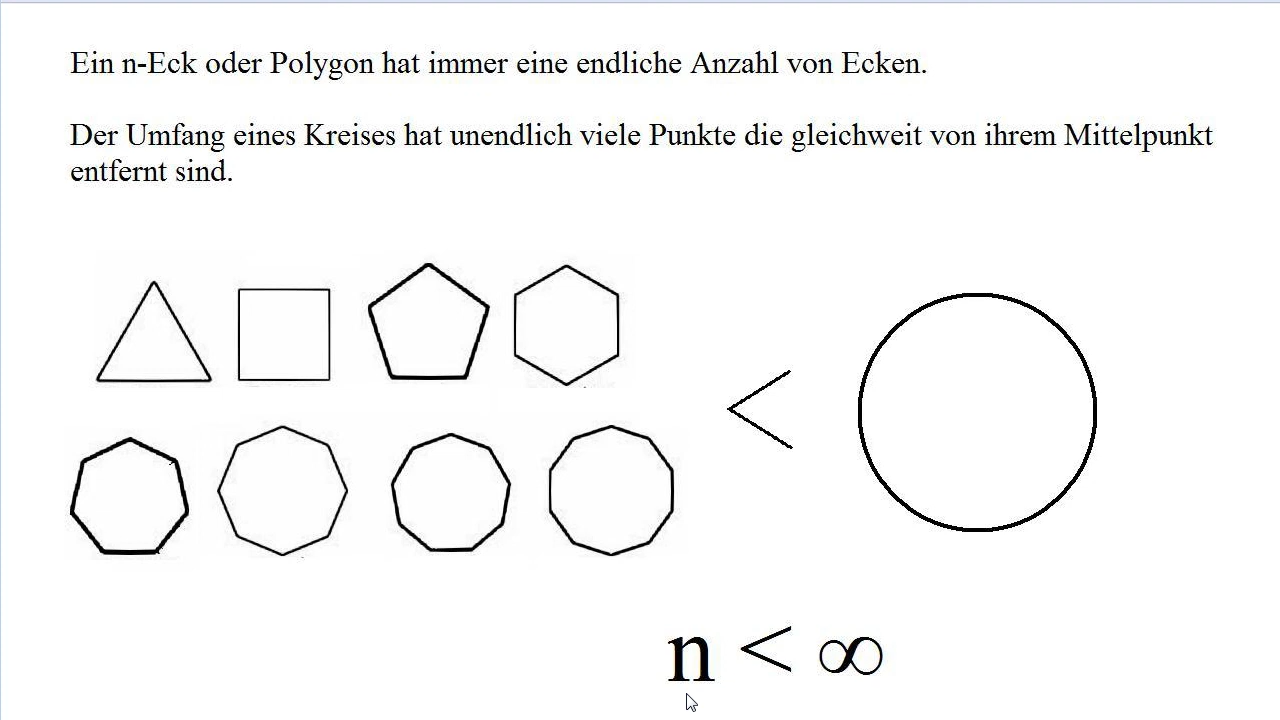 Ein n-Eck oder Polygon hat immer eine endliche Anzahl von Ecken.
Der Umfang eines Kreises hat unendlich viele Punkte die gleichweit von ihrem Mittelpunkt
entfernt sind.
<
n < ∞